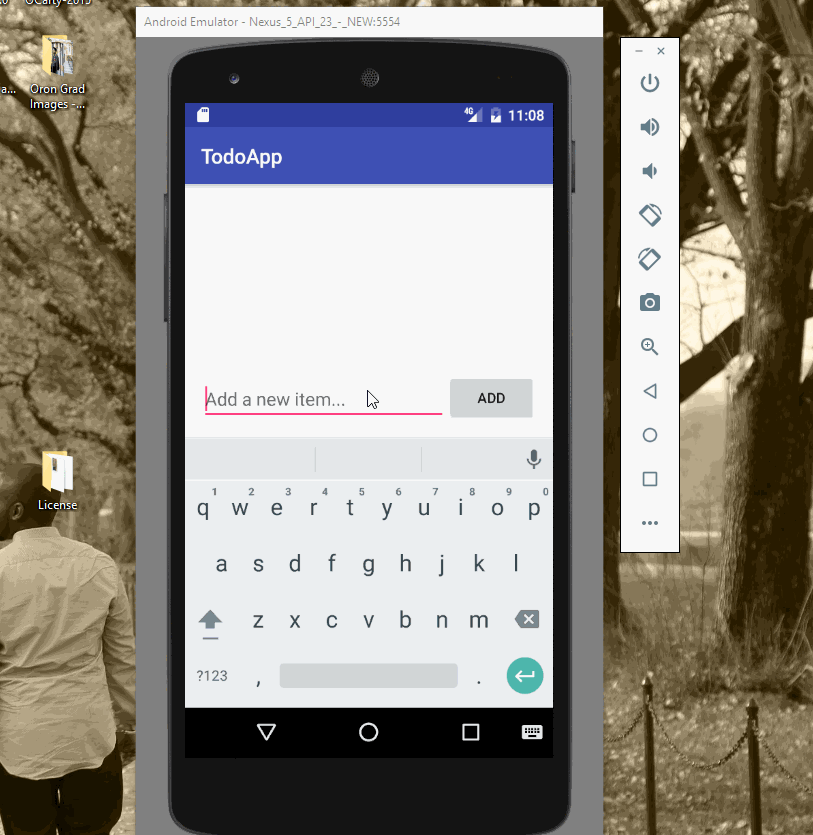 OCarty-2015
Android Emulator - Nexus_5_API_23_-_NEW:5554
a...
Oron Grad
Images -...
4G 11:08
TodoApp
Add a new item...
ADD
1 2 3 4 5 6 7 8 9 0
q w e r t y u i o p
a s d f g h j k l
License
z x c v b n m
?123 , .